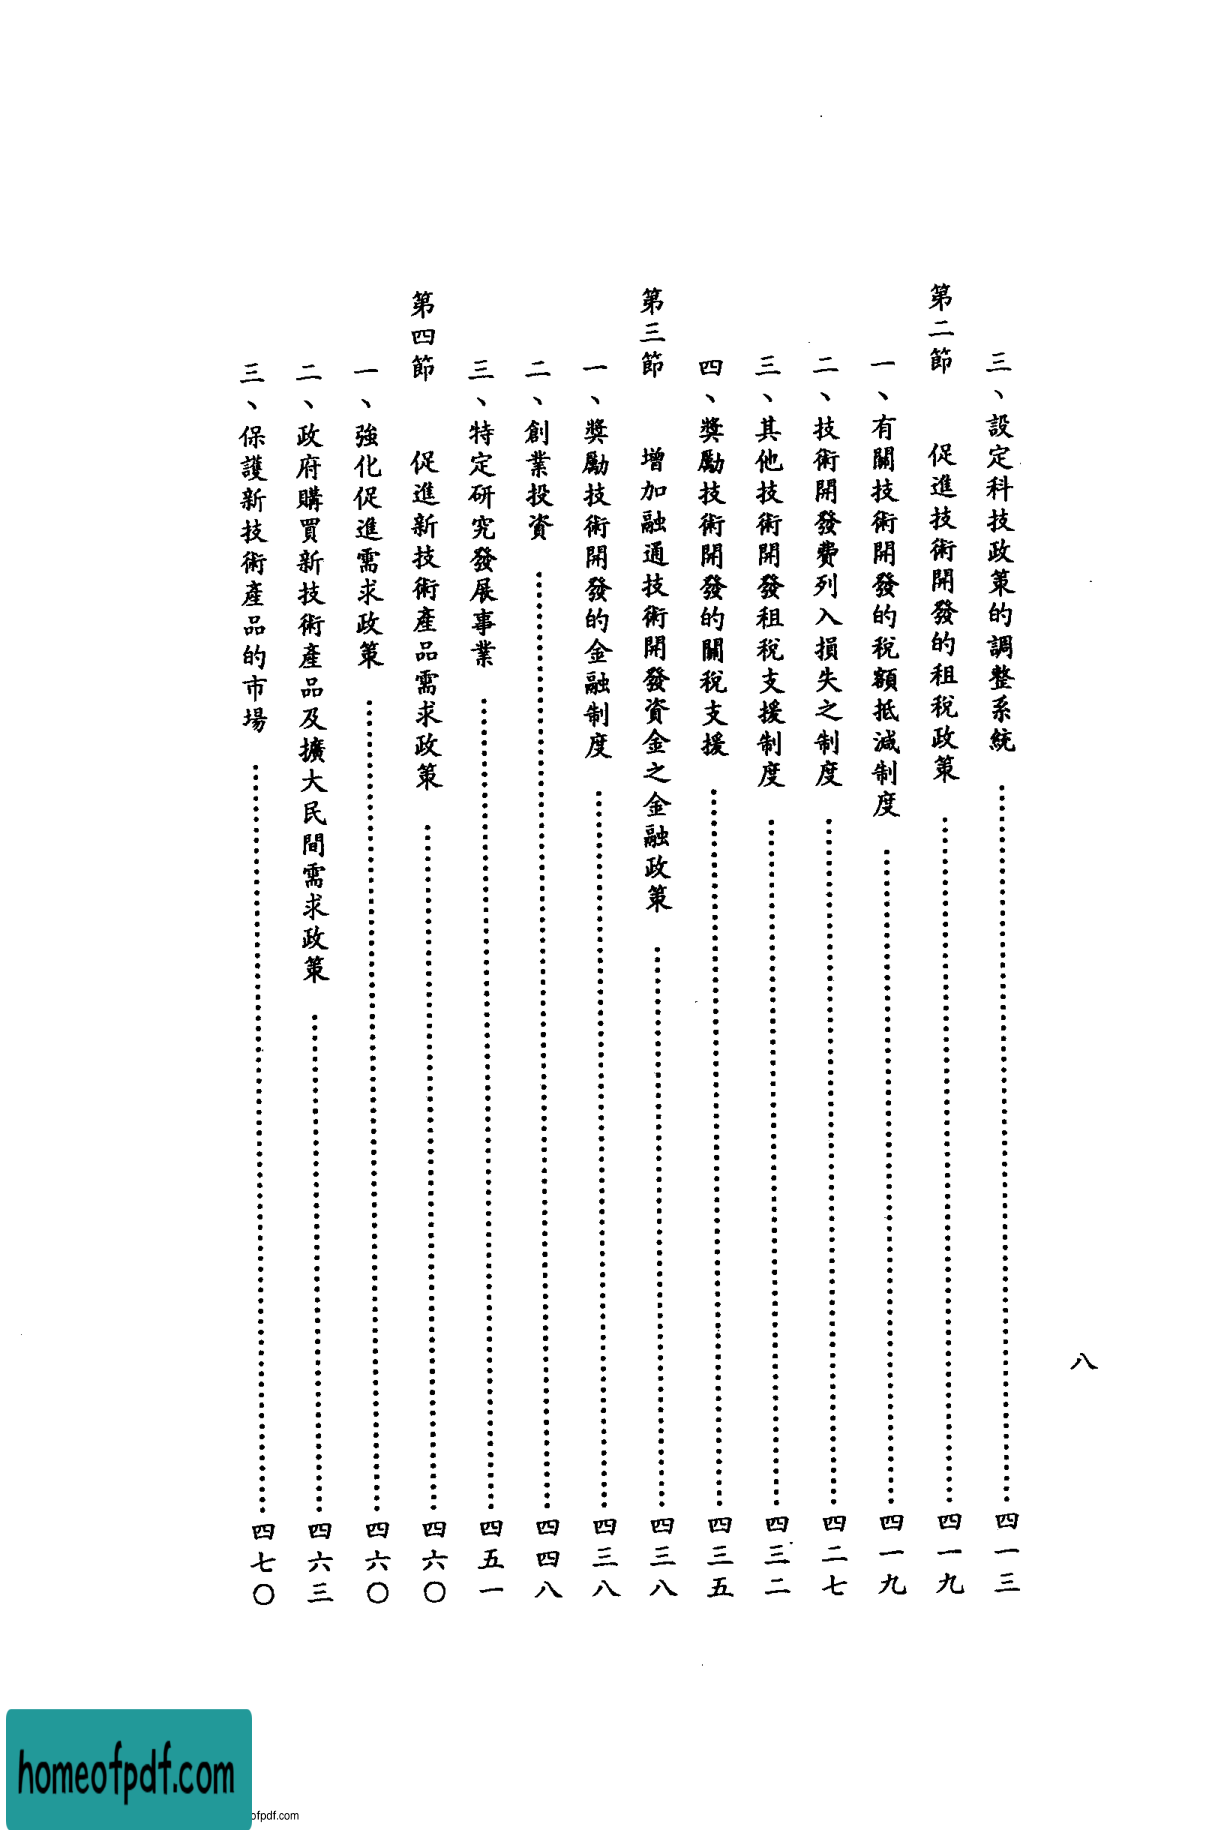 八
三、設定科技政策的調整系統……四一三
第二節　促進技術開發的租稅政策……四一九
一、有關技術開發的稅額抵減制度……四一九
二、技術開發費列入損失之制度……四二七
三、其他技術開發租稅支援制度……四三二
四、獎勵技術開發的關稅支援……四三五
第三節　增加融通技術開發資金之金融政策……四三八
一、獎勵技術開發的金融制度……四三八
二、創業投資……四四八
三、特定研究發展事業……四五一
第四節　促進新技術產品需求政策……四六〇
一、強化促進需求政策……四六〇
二、政府購買新技術產品及擴大民間需求政策……四六三
三、保護新技術產品的市場……四七〇
homeofpdf.com
ofpdf.com